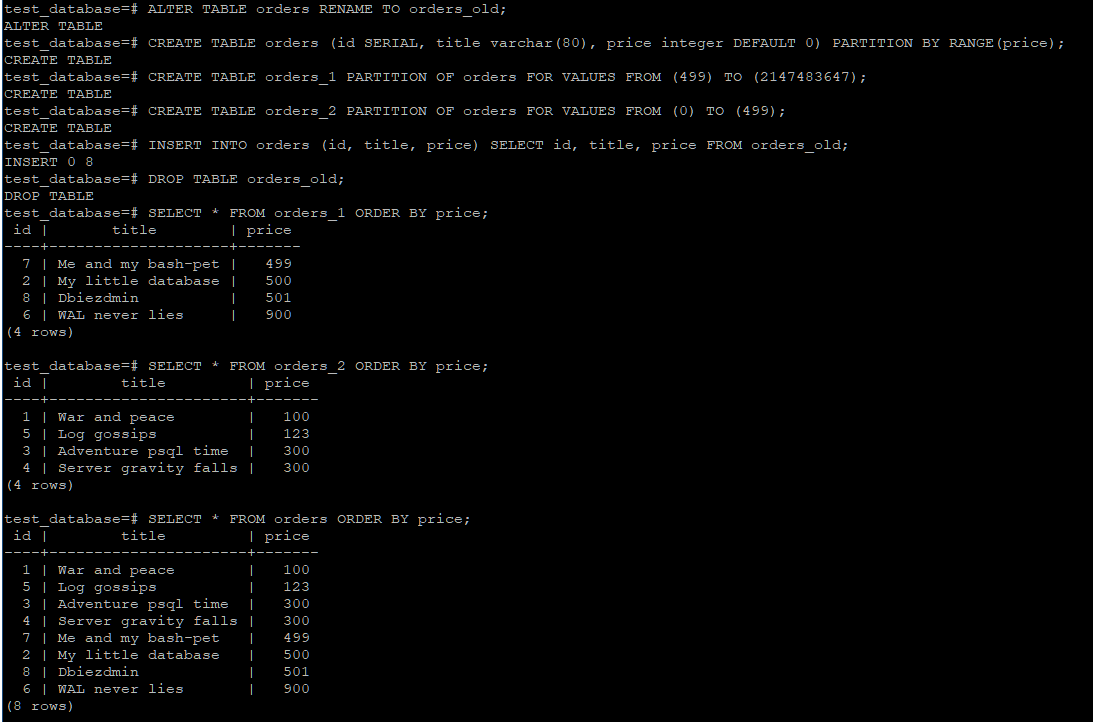 test_database=# ALTER TABLE orders RENAME TO orders_old;
ALTER TABLE
test_database=# CREATE TABLE orders (id SERIAL, title varchar(80), price integer DEFAULT 0) PARTITION BY RANGE(price);
CREATE TABLE
test_database=# CREATE TABLE orders_1 PARTITION OF orders FOR VALUES FROM (499) TO (2147483647);
CREATE TABLE
test_database=# CREATE TABLE orders_2 PARTITION OF orders FOR VALUES FROM (0) TO (499);
CREATE TABLE
test_database=# INSERT INTO orders (id, title, price) SELECT id, title, price FROM orders_old;
INSERT 0 8
test_database=# DROP TABLE orders_old;
DROP TABLE
test_database=# SELECT * FROM orders_1 ORDER BY price;
 id |       title        | price
----+--------------------+-------
  7 | Me and my bash-pet |   499
  2 | My little database |   500
  8 | Dbiezdmin          |   501
  6 | WAL never lies     |   900
(4 rows)

test_database=# SELECT * FROM orders_2 ORDER BY price;
 id |        title         | price
----+----------------------+-------
  1 | War and peace        |   100
  5 | Log gossips          |   123
  3 | Adventure psql time  |   300
  4 | Server gravity falls |   300
(4 rows)

test_database=# SELECT * FROM orders ORDER BY price;
 id |        title         | price
----+----------------------+-------
  1 | War and peace        |   100
  5 | Log gossips          |   123
  3 | Adventure psql time  |   300
  4 | Server gravity falls |   300
  7 | Me and my bash-pet   |   499
  2 | My little database   |   500
  8 | Dbiezdmin            |   501
  6 | WAL never lies       |   900
(8 rows)